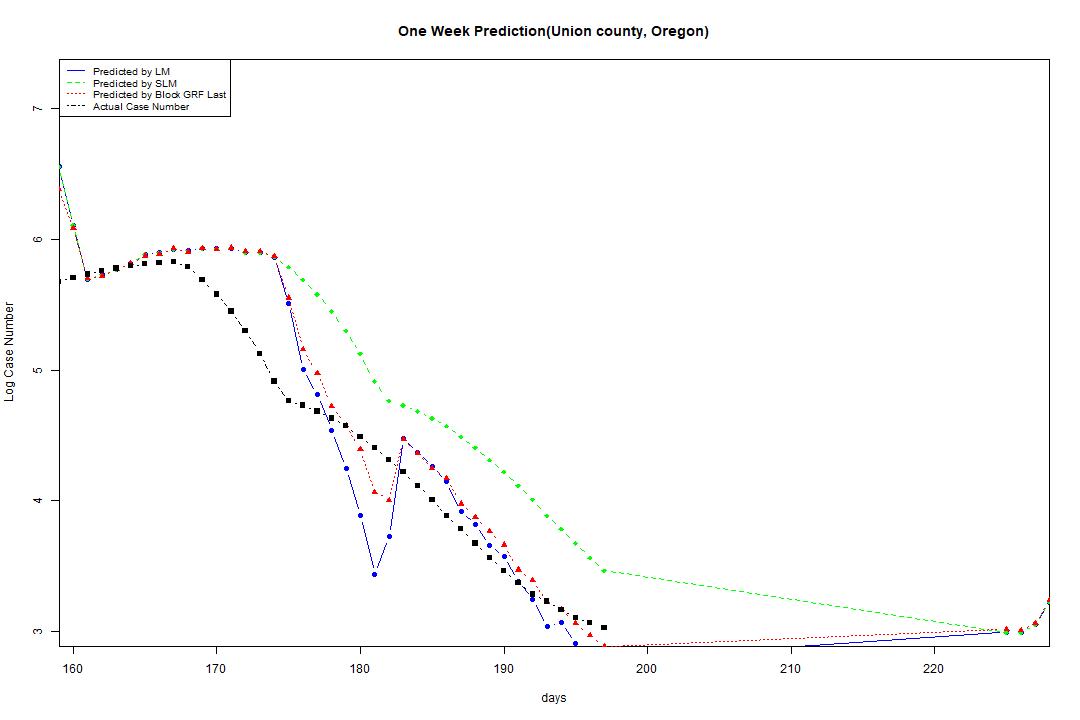 One Week Prediction(Union county, Oregon)
Predicted by LM
Predicted by SLM
Predicted by Block GRF Last
Actual Case Number
7
6
5
4
3
Log Case Number
160 170 180 190 200 210 220
days